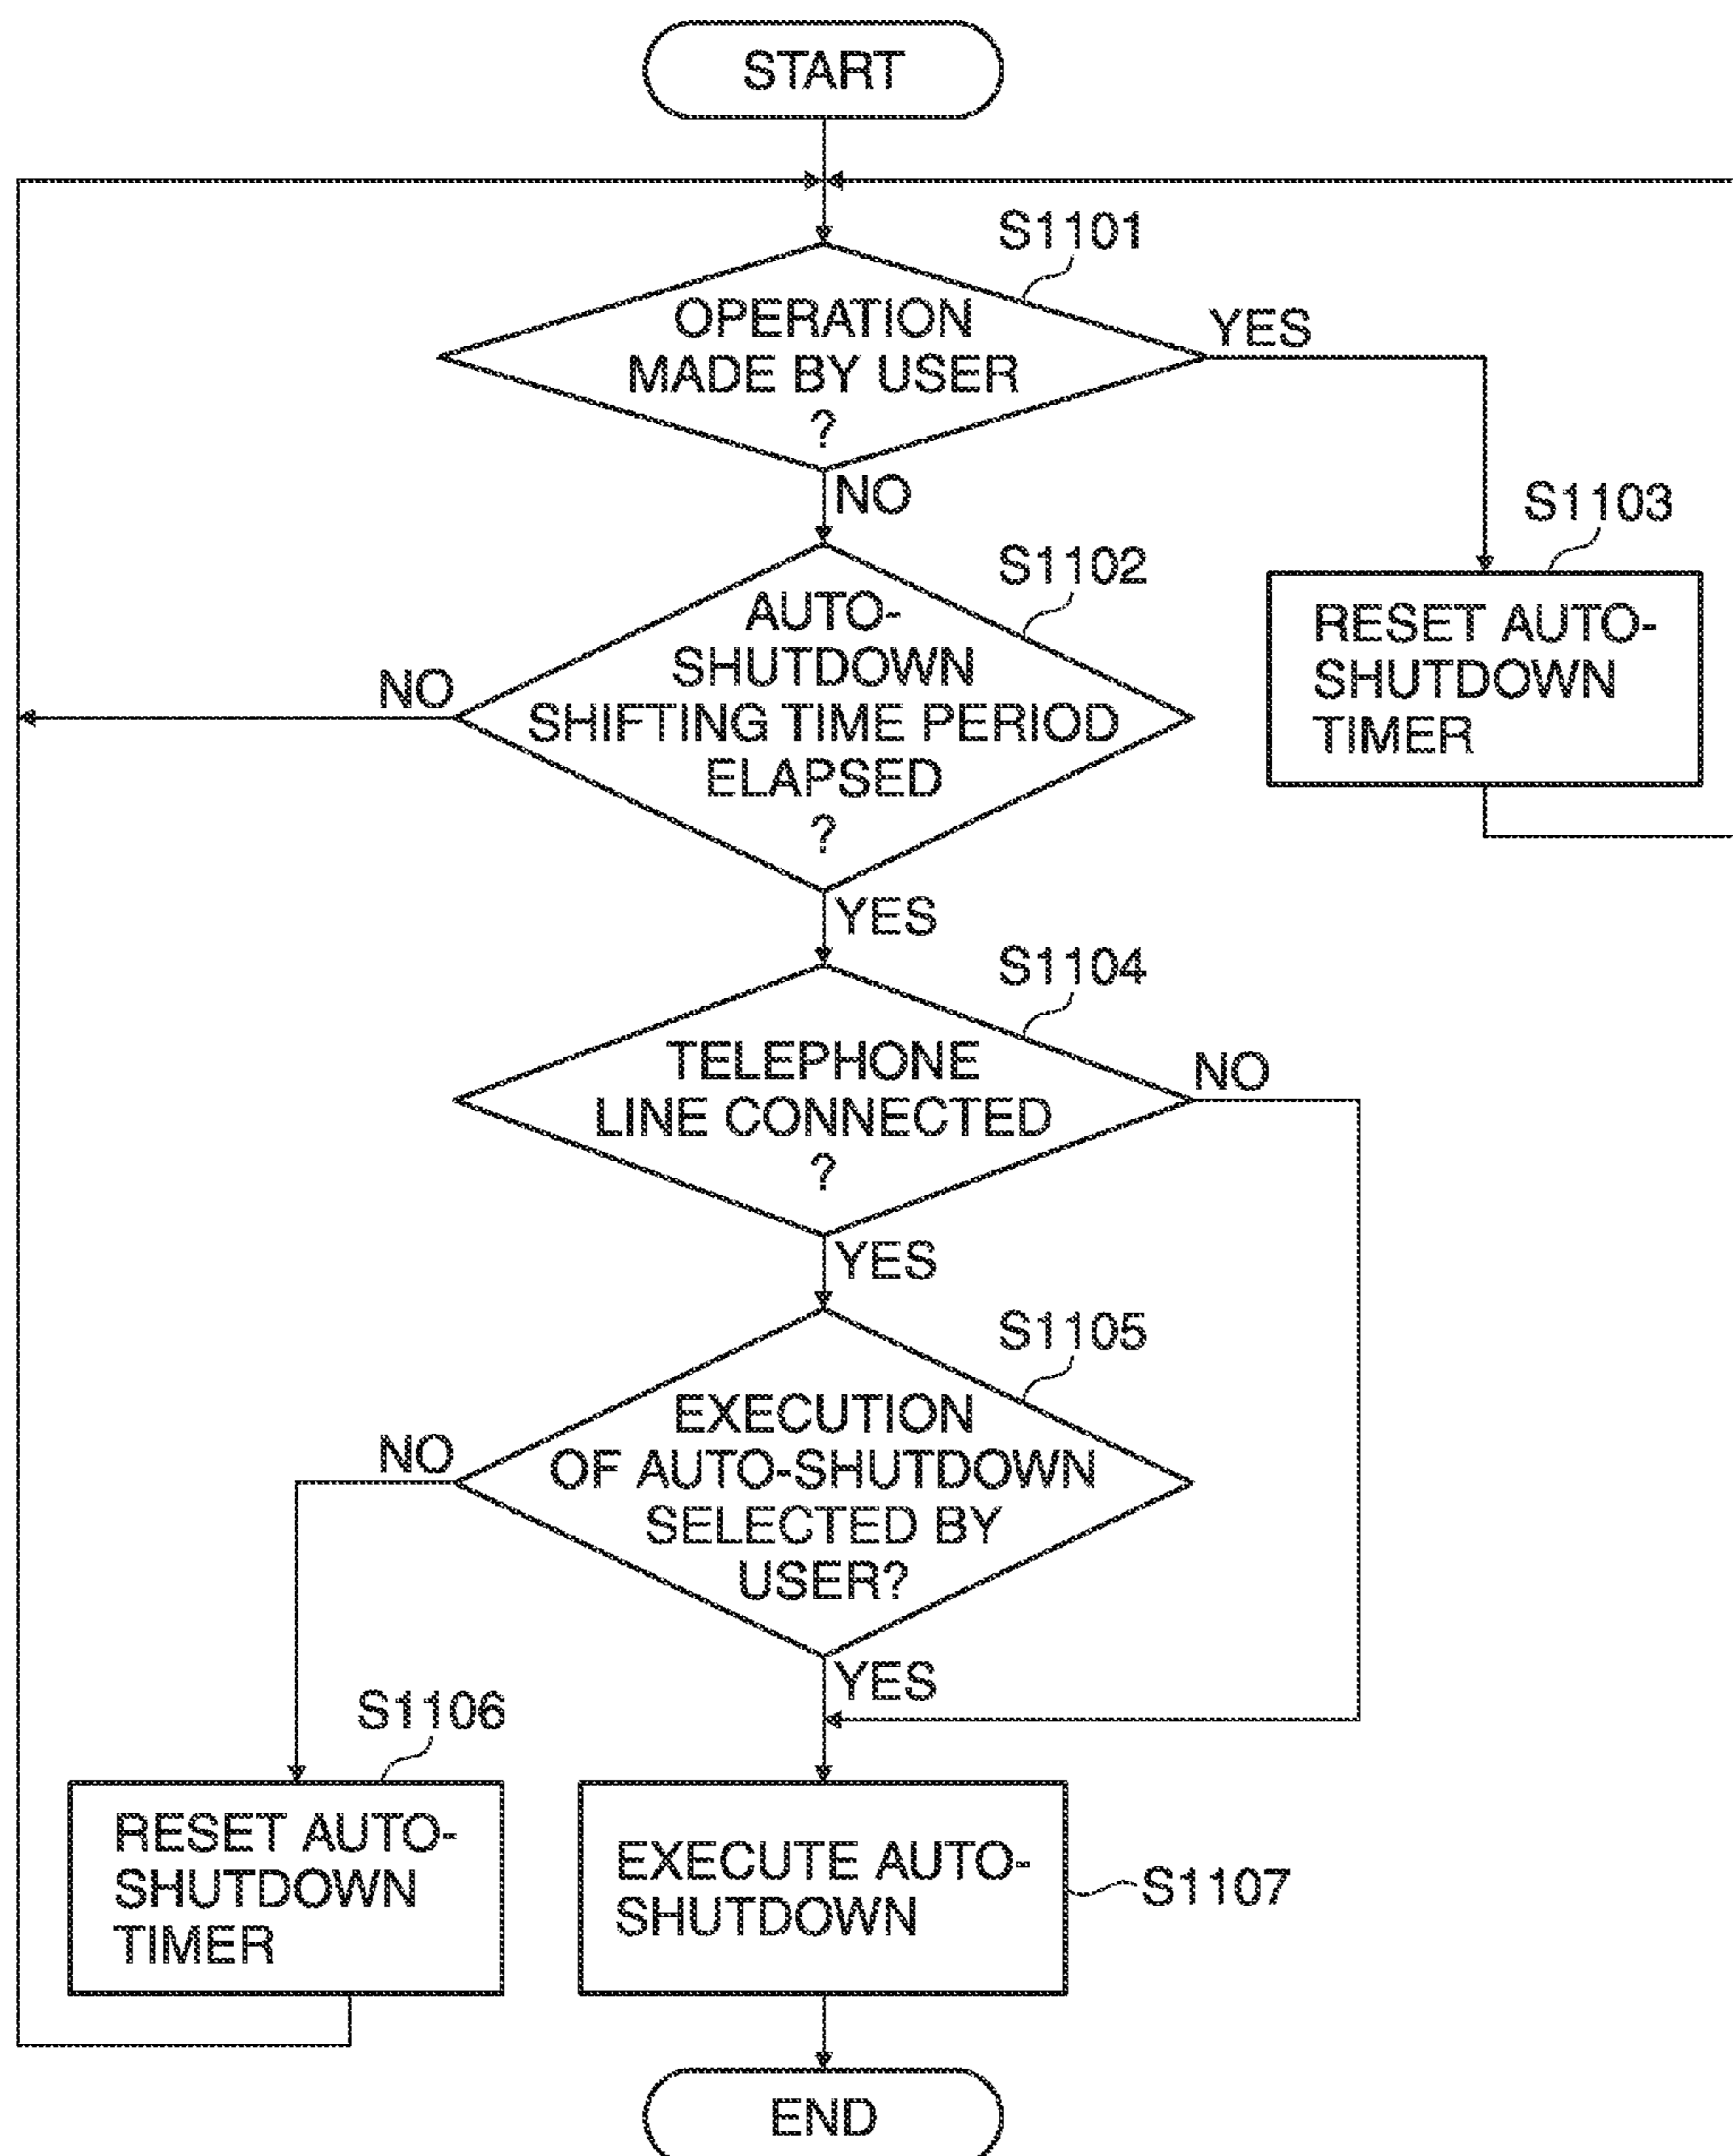 START
S1101
OPERATION
MADE BY USER
?
YES
NO
S1103
RESET AUTO-
SHUTDOWN
TIMER
S1102
AUTO-
SHUTDOWN
SHIFTING TIME PERIOD
ELAPSED
?
NO
YES
S1104
TELEPHONE
LINE CONNECTED
?
NO
YES
S1105
EXECUTION
OF AUTO-SHUTDOWN
SELECTED BY
USER?
NO
YES
S1106
RESET AUTO-
SHUTDOWN
TIMER
EXECUTE AUTO-
SHUTDOWN
S1107
END